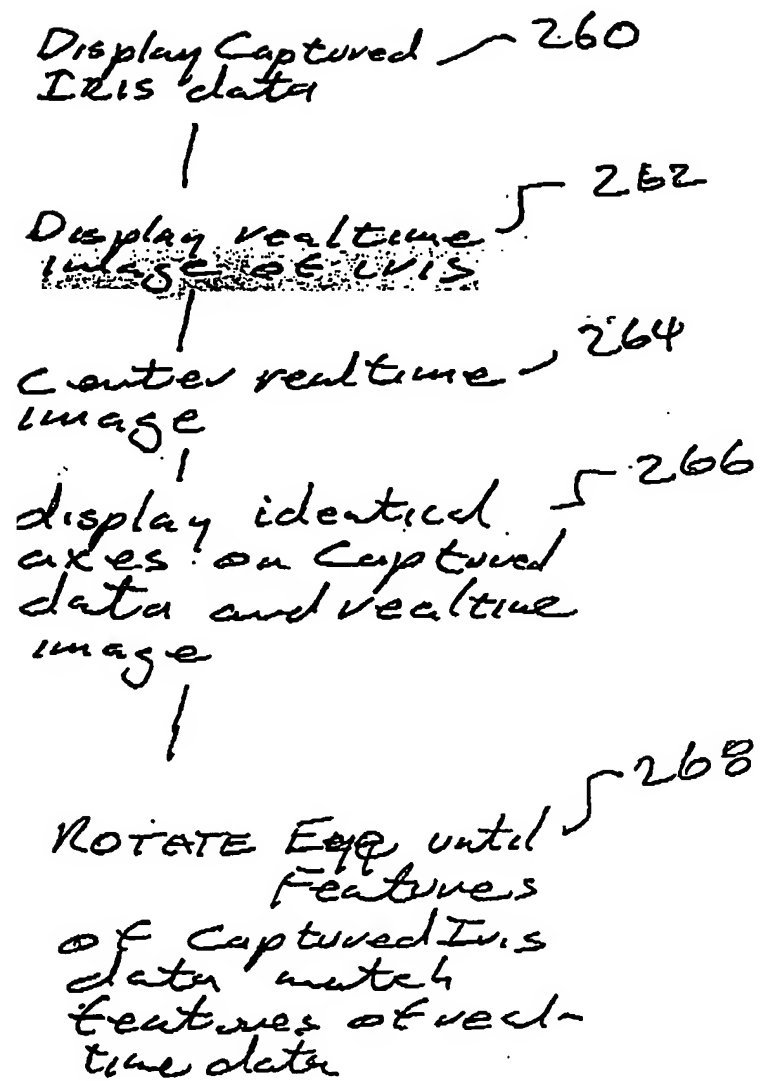 Display Captured 260
IRIS data
Display realtime 262
image of iris
Center realtime 264
image
display identical 266
axes on Captured
data and realtime
image
ROTATE Eye until 268
Features
of Captured Iris
data match
features of real-
time data